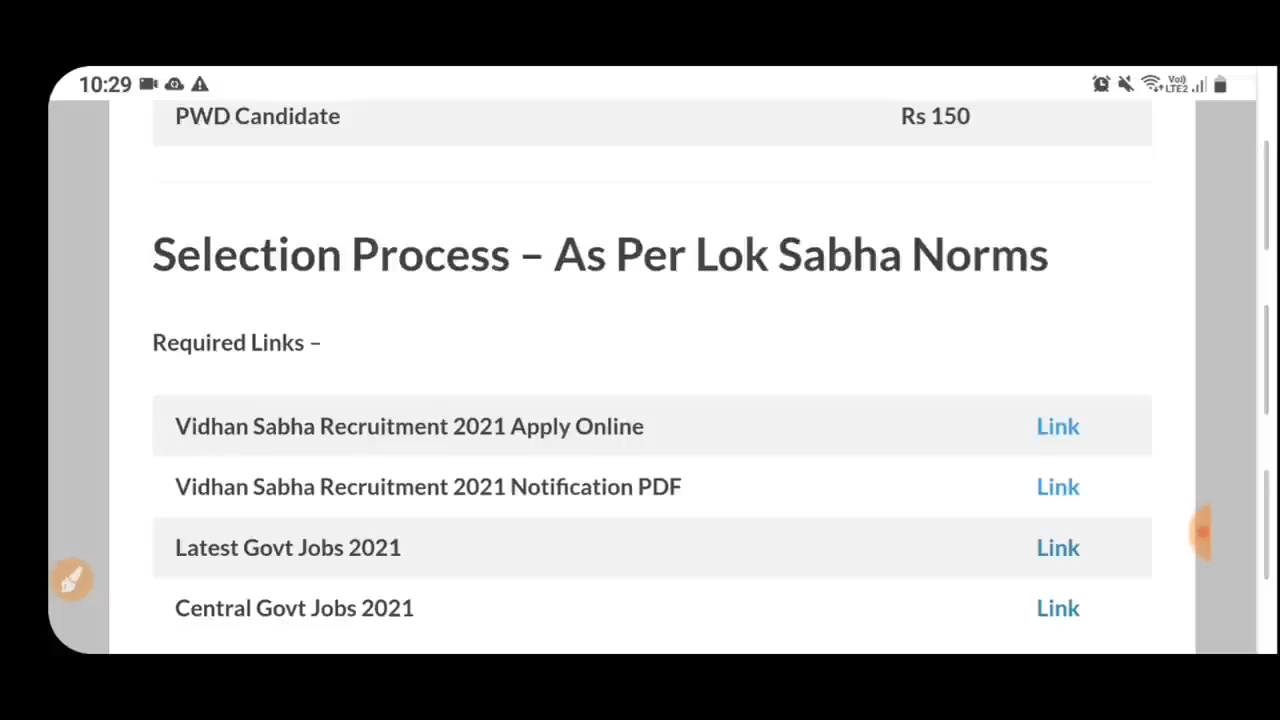 10:29
Vo) LTE2
PWD Candidate Rs 150
Selection Process – As Per Lok Sabha Norms
Required Links –
Vidhan Sabha Recruitment 2021 Apply Online Link
Vidhan Sabha Recruitment 2021 Notification PDF Link
Latest Govt Jobs 2021 Link
Central Govt Jobs 2021 Link